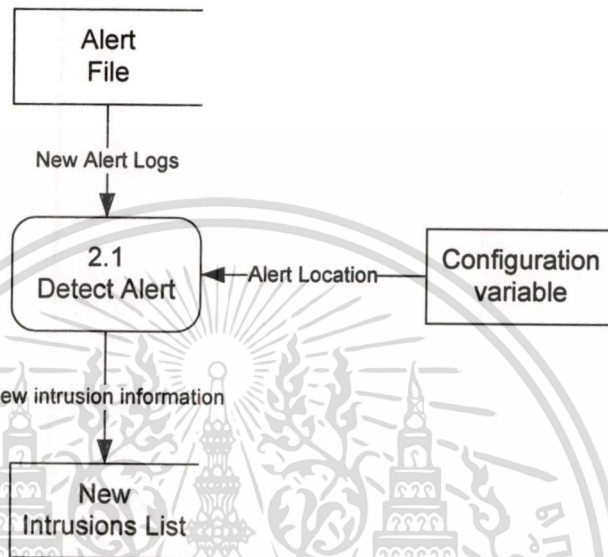 Alert
File
New Alert Logs
2.1
Detect Alert
Alert Location
Configuration
variable
ew intrusion information
New
Intrusions List